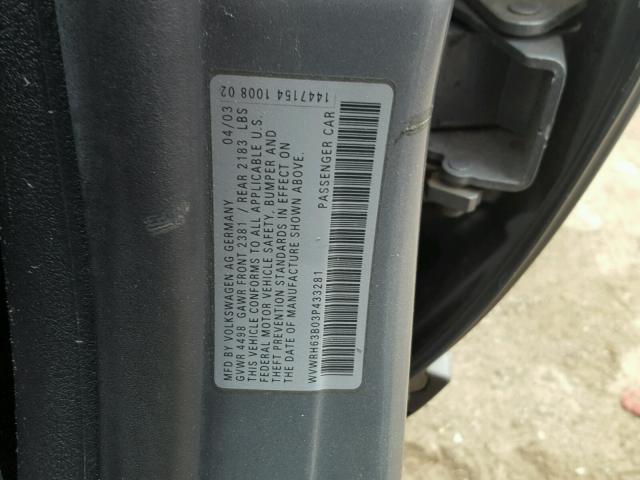 MFD BY VOLKSWAGEN AG GERMANY 04/03
GVWR 4498 GAWR FRONT 2381 / REAR 2183 LBS
THIS VEHICLE CONFORMS TO ALL APPLICABLE U.S.
FEDERAL MOTOR VEHICLE SAFETY, BUMPER AND
THEFT PREVENTION STANDARDS IN EFFECT ON
THE DATE OF MANUFACTURE SHOWN ABOVE.
WVWRH63B03P433281 PASSENGER CAR
1447154 1008 02